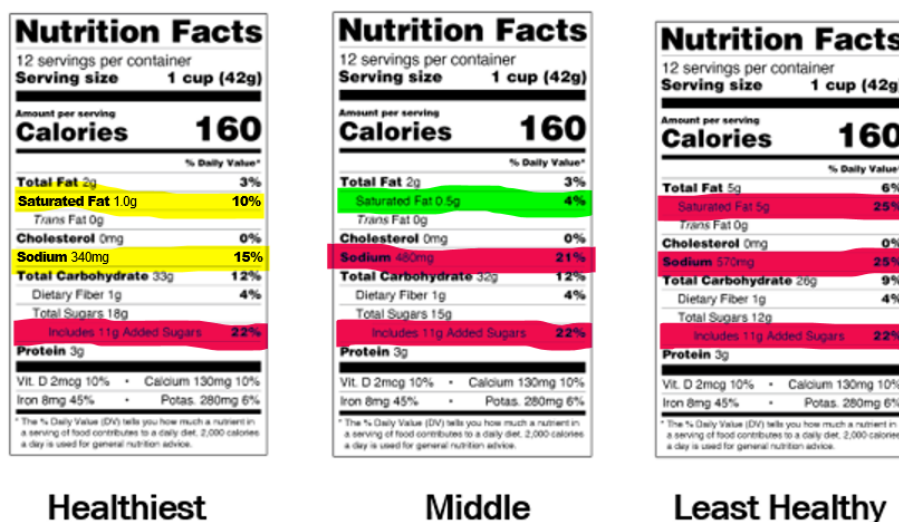 Nutrition Facts
12 servings per container
Serving size 1 cup (42g)
Amount per serving
Calories 160
% Daily Value*
Total Fat 2g 3%
Saturated Fat 1.0g 10%
Trans Fat 0g
Cholesterol 0mg 0%
Sodium 340mg 15%
Total Carbohydrate 33g 12%
Dietary Fiber 1g 4%
Total Sugars 18g
Includes 11g Added Sugars 22%
Protein 3g
Vit. D 2mcg 10% • Calcium 130mg 10%
Iron 8mg 45% • Potas. 280mg 6%
* The % Daily Value (DV) tells you how much a nutrient in
a serving of food contributes to a daily diet. 2,000 calories
a day is used for general nutrition advice.
Healthiest
Nutrition Facts
12 servings per container
Serving size 1 cup (42g)
Amount per serving
Calories 160
% Daily Value*
Total Fat 2g 3%
Saturated Fat 0.5g 4%
Trans Fat 0g
Cholesterol 0mg 0%
Sodium 480mg 21%
Total Carbohydrate 32g 12%
Dietary Fiber 1g 4%
Total Sugars 15g
Includes 11g Added Sugars 22%
Protein 3g
Vit. D 2mcg 10% • Calcium 130mg 10%
Iron 8mg 45% • Potas. 280mg 6%
* The % Daily Value (DV) tells you how much a nutrient in
a serving of food contributes to a daily diet. 2,000 calories
a day is used for general nutrition advice.
Middle
Nutrition Facts
12 servings per container
Serving size 1 cup (42g)
Amount per serving
Calories 160
% Daily Value*
Total Fat 5g 6%
Saturated Fat 5g 25%
Trans Fat 0g
Cholesterol 0mg 0%
Sodium 570mg 25%
Total Carbohydrate 26g 9%
Dietary Fiber 1g 4%
Total Sugars 12g
Includes 11g Added Sugars 22%
Protein 3g
Vit. D 2mcg 10% • Calcium 130mg 10%
Iron 8mg 45% • Potas. 280mg 6%
* The % Daily Value (DV) tells you how much a nutrient in
a serving of food contributes to a daily diet. 2,000 calories
a day is used for general nutrition advice.
Least Healthy